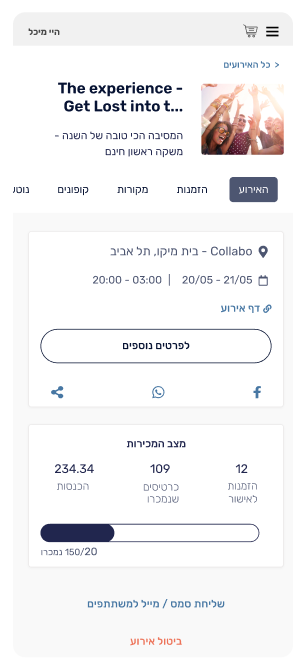 היי מיכל
< כל האירועים
The experience -
Get Lost into t...
המסיבה הכי טובה של השנה -
משקה ראשון חינם
האירוע הזמנות מקורות קופונים נוטי
Collabo - בית מיקו, תל אביב
20/05 - 21/05 | 20:00 - 03:00
דף אירוע
לפרטים נוספים
מצב המכירות
12 109 234.34
הזמנות כרטיסים הכנסות
לאישור שנמכרו
150/20 נמכרו
שליחת סמס / מייל למשתתפים
ביטול אירוע